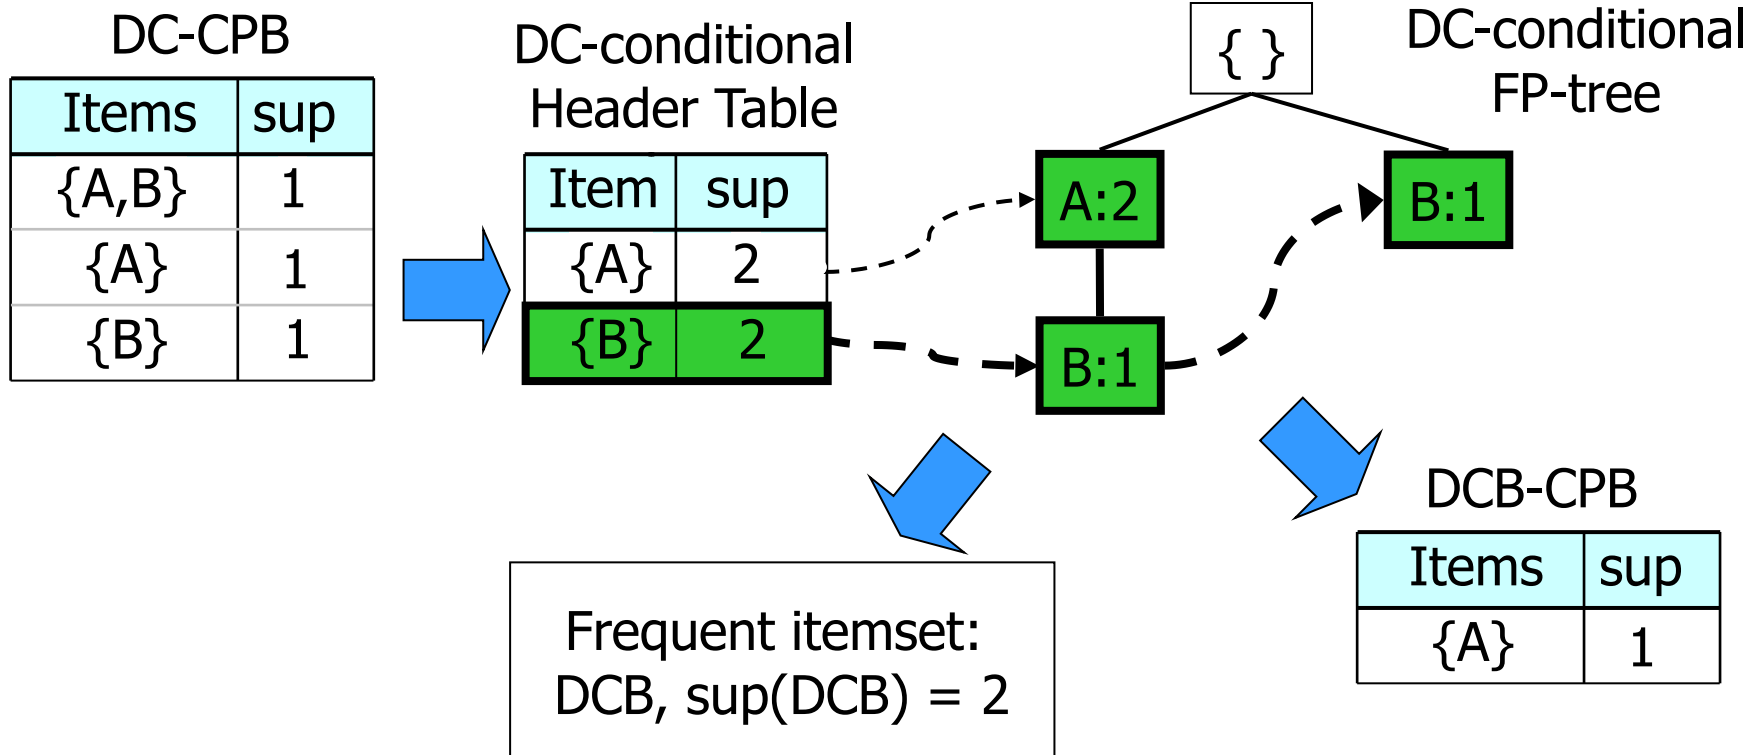 DC-CPB
Items sup
{A,B} 1
{A} 1
{B} 1
DC-conditional
Header Table
Item sup
{A} 2
{B} 2
{ }
A:2
B:1
B:1
DC-conditional
FP-tree
Frequent itemset:
DCB, sup(DCB) = 2
DCB-CPB
Items sup
{A} 1